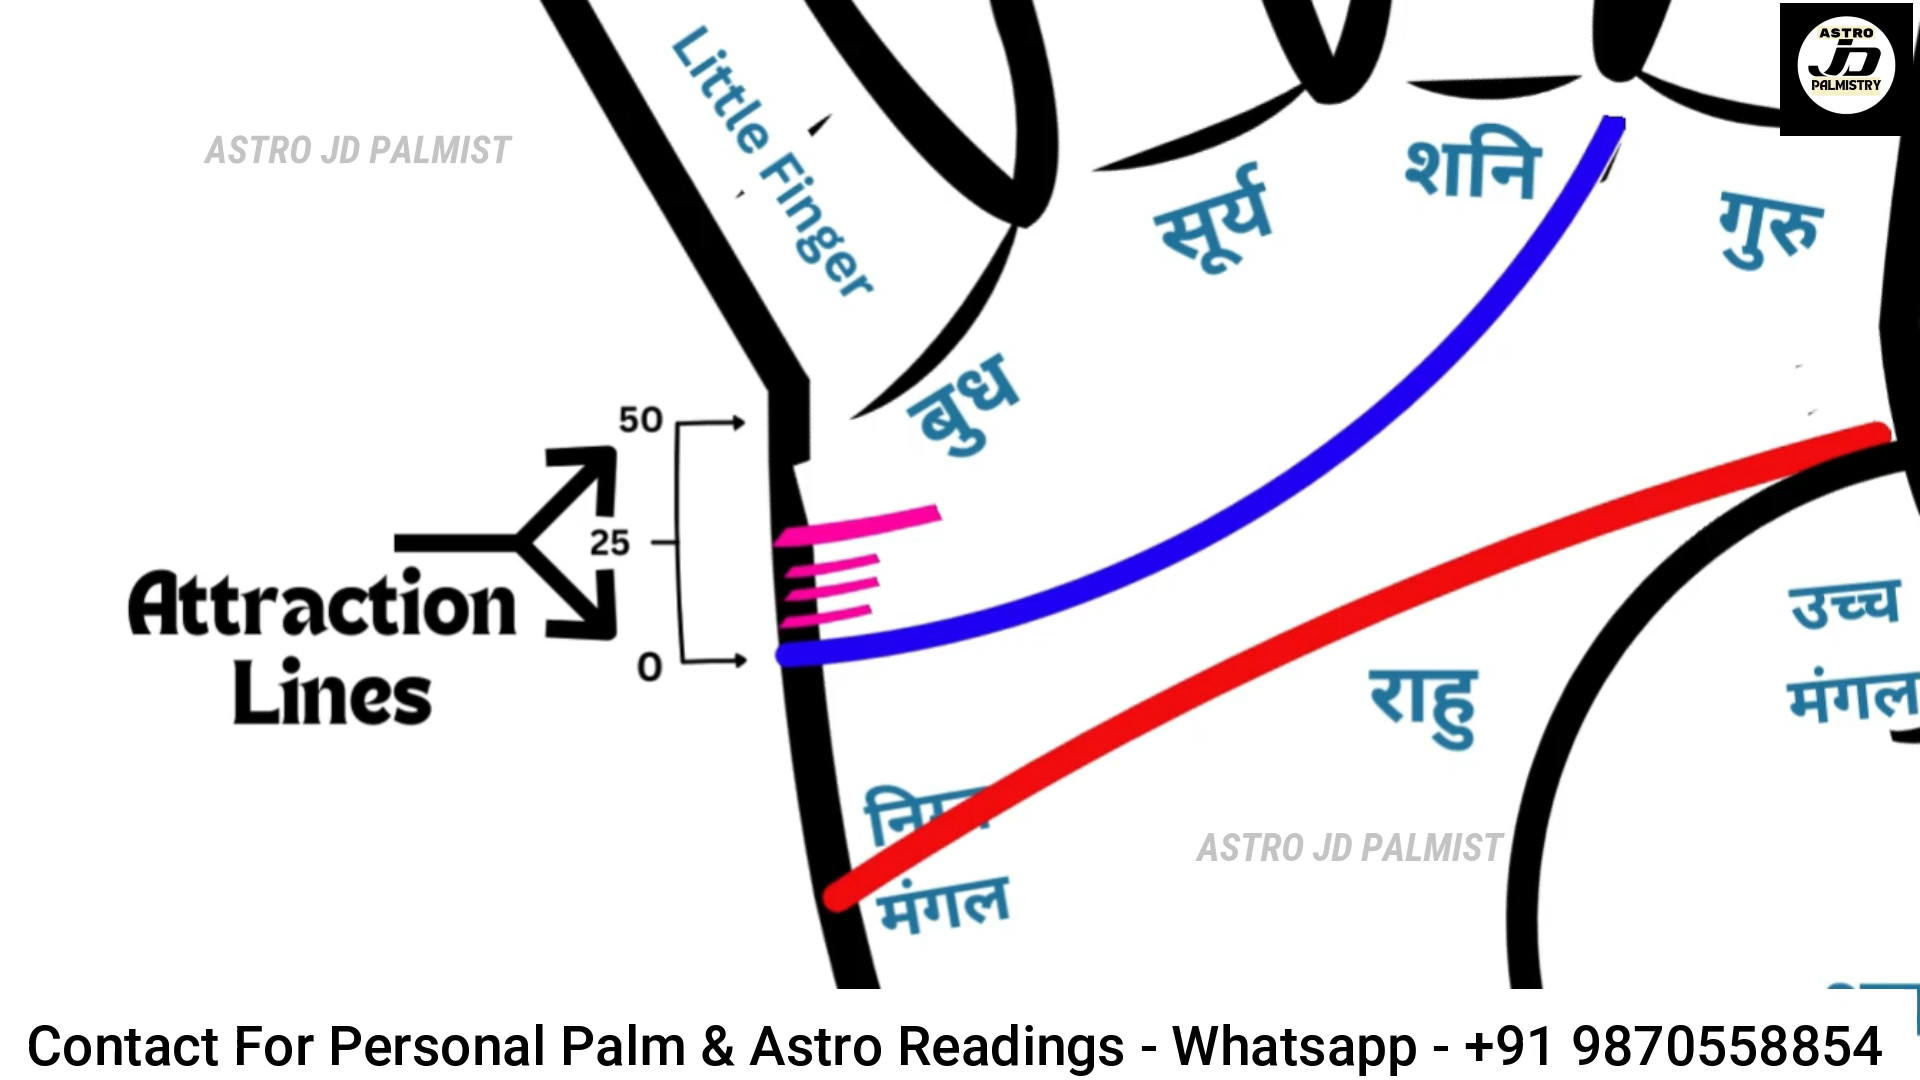 ASTRO
JD
PALMISTRY
Little Finger
ASTRO JD PALMIST
शनि
सूर्य
गुरु
बुध
50
25
0
Attraction
Lines
उच्च
मंगल
राहु
निम्न
मंगल
ASTRO JD PALMIST
Contact For Personal Palm & Astro Readings - Whatsapp - +91 9870558854